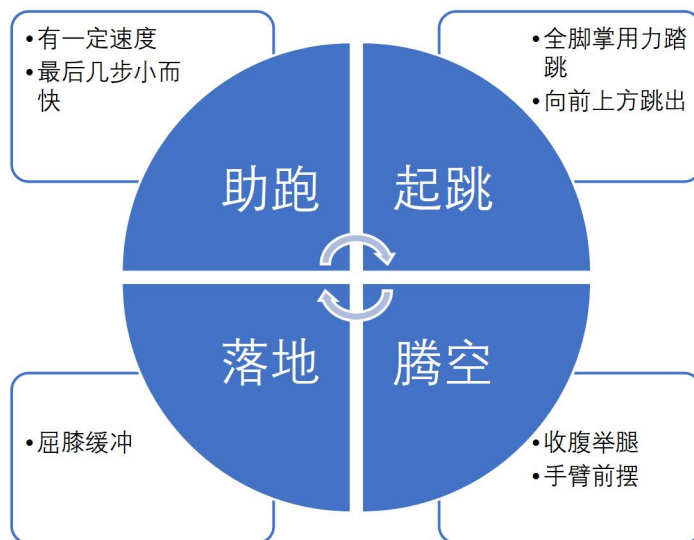 •有一定速度
•最后几步小而
快
•全脚掌用力踏
跳
•向前上方跳出
助跑
起跳
落地
腾空
•屈膝缓冲
•收腹举腿
•手臂前摆